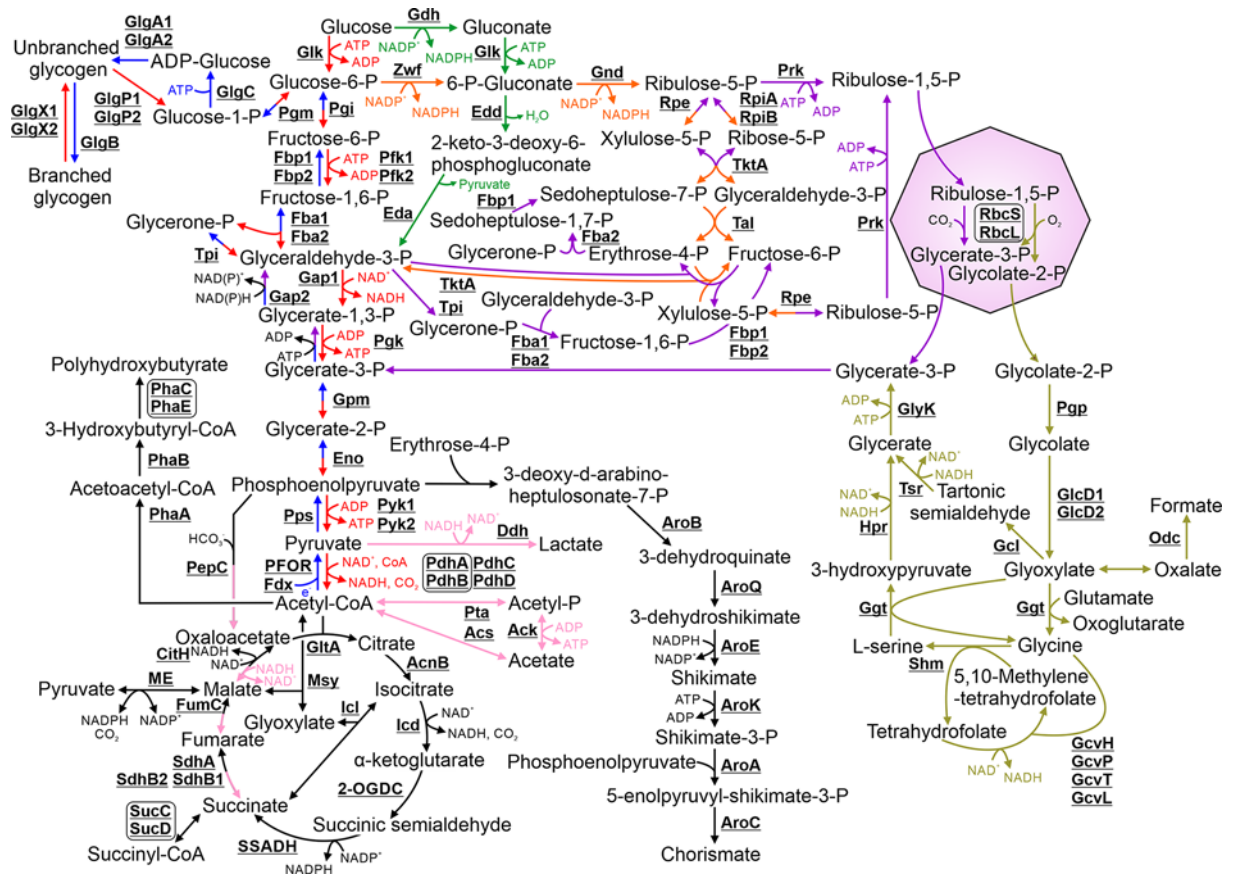 GlgA1
GlgA2
Unbranched
glycogen
ADP-Glucose
GlgX1
GlgX2
GlgP1
GlgP2
ATP
GlgC
Glucose-1-P
GlgB
Branched
glycogen
Glucose
Gdh
Gluconate
NADP⁺
NADPH
Glk
ATP
ADP
Glk
ATP
ADP
Glucose-6-P
Zwf
NADP⁺
NADPH
6-P-Gluconate
Gnd
NADP⁺
NADPH
Ribulose-5-P
Prk
ATP
ADP
Ribulose-1,5-P
Pgm
Pgi
Edd
H₂O
Rpe
RpiA
RpiB
Fructose-6-P
Fbp1
Fbp2
ATP
ADP
Pfk1
Pfk2
2-keto-3-deoxy-6-
phosphogluconate
Pyruvate
Eda
Xylulose-5-P
Ribose-5-P
TktA
ADP
ATP
Prk
Fructose-1,6-P
Glycerone-P
Fba1
Fba2
Tpi
Fbp1
Sedoheptulose-7-P
Glyceraldehyde-3-P
Sedoheptulose-1,7-P
Tal
Fba2
Glycerone-P
Erythrose-4-P
Fructose-6-P
Ribulose-1,5-P
CO₂
RbcS
RbcL
O₂
Glycerate-3-P
Glycolate-2-P
Glyceraldehyde-3-P
NAD(P)⁺
NAD(P)H
Gap2
Gap1
NAD⁺
NADH
TktA
Tpi
Glyceraldehyde-3-P
Glycerone-P
Fba1
Fba2
Fructose-1,6-P
Xylulose-5-P
Rpe
Ribulose-5-P
Fbp1
Fbp2
Glycerate-1,3-P
ADP
ATP
ADP
ATP
Pgk
Glycerate-3-P
Glycerate-3-P
Glycolate-2-P
Polyhydroxybutyrate
PhaC
PhaE
3-Hydroxybutyryl-CoA
PhaB
Acetoacetyl-CoA
PhaA
Gpm
Glycerate-2-P
Eno
Erythrose-4-P
Phosphoenolpyruvate
3-deoxy-d-arabino-
heptulosonate-7-P
Pps
ADP
ATP
Pyk1
Pyk2
HCO₃⁻
PepC
Pyruvate
NADH
NAD⁺
Ddh
Lactate
PFOR
Fdx
e⁻
NAD⁺, CoA
NADH, CO₂
PdhA
PdhB
PdhC
PdhD
Acetyl-CoA
Pta
Acetyl-P
Acs
Ack
ADP
ATP
Acetate
Oxaloacetate
GltA
Citrate
CitH
NADH
NAD⁺
NADH
NAD⁺
AcnB
Pyruvate
ME
NADPH
CO₂
NADP⁺
Malate
Msy
Isocitrate
FumC
Glyoxylate
Icl
Icd
NAD⁺
NADH, CO₂
Fumarate
SdhA
SdhB2
SdhB1
α-ketoglutarate
2-OGDC
Succinate
SucC
SucD
Succinyl-CoA
SSADH
Succinic semialdehyde
NADP⁺
NADPH
AroB
3-dehydroquinate
AroQ
3-dehydroshikimate
NADPH
NADP⁺
AroE
Shikimate
ATP
ADP
AroK
Shikimate-3-P
Phosphoenolpyruvate
AroA
5-enolpyruvyl-shikimate-3-P
AroC
Chorismate
ADP
ATP
GlyK
Pgp
Glycerate
Glycolate
NAD⁺
NADH
Tsr
NAD⁺
NADH
Hpr
Tartonic
semialdehyde
GlcD1
GlcD2
Formate
Odc
Gcl
3-hydroxypyruvate
Glyoxylate
Oxalate
Ggt
Ggt
Glutamate
Oxoglutarate
L-serine
Shm
Glycine
5,10-Methylene
-tetrahydrofolate
Tetrahydrofolate
NAD⁺
NADH
GcvH
GcvP
GcvT
GcvL